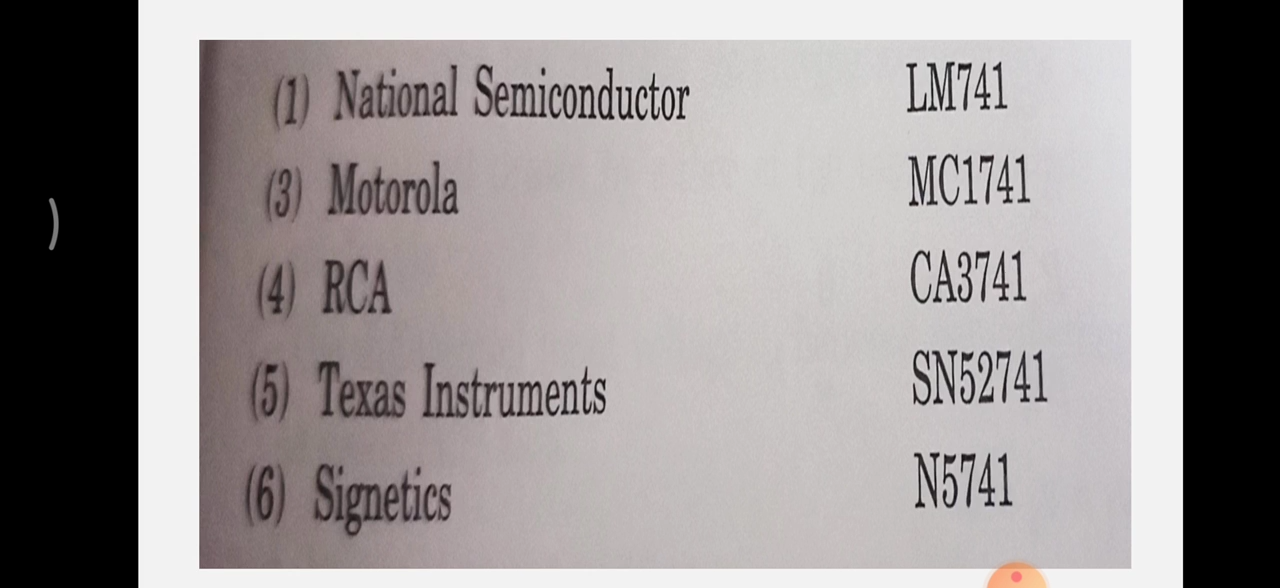 (1) National Semiconductor LM741
(3) Motorola MC1741
(4) RCA CA3741
(5) Texas Instruments SN52741
(6) Signetics N5741